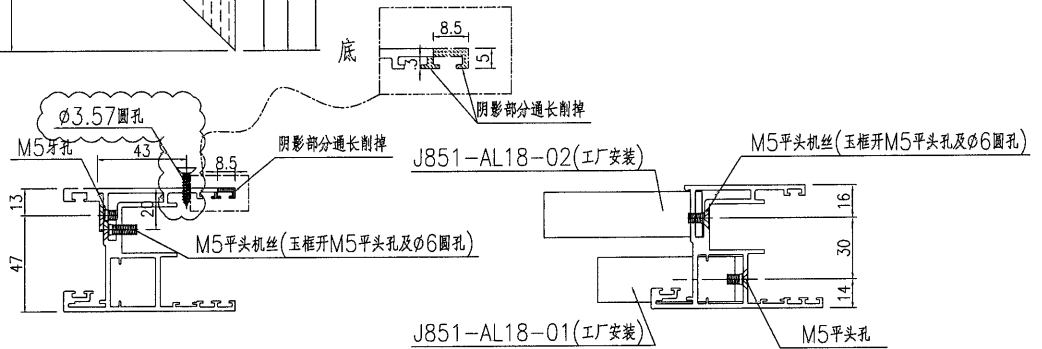 底
8.5
3
5
阴影部分通长削掉
Ø3.57圆孔
M5牙孔
43
阴影部分通长削掉
8.5
13
20
47
M5平头机丝(玉框开M5平头孔及Ø6圆孔)
J851-AL18-02(工厂安装)
M5平头机丝(玉框开M5平头孔及Ø6圆孔)
16
30
14
J851-AL18-01(工厂安装)
M5平头孔